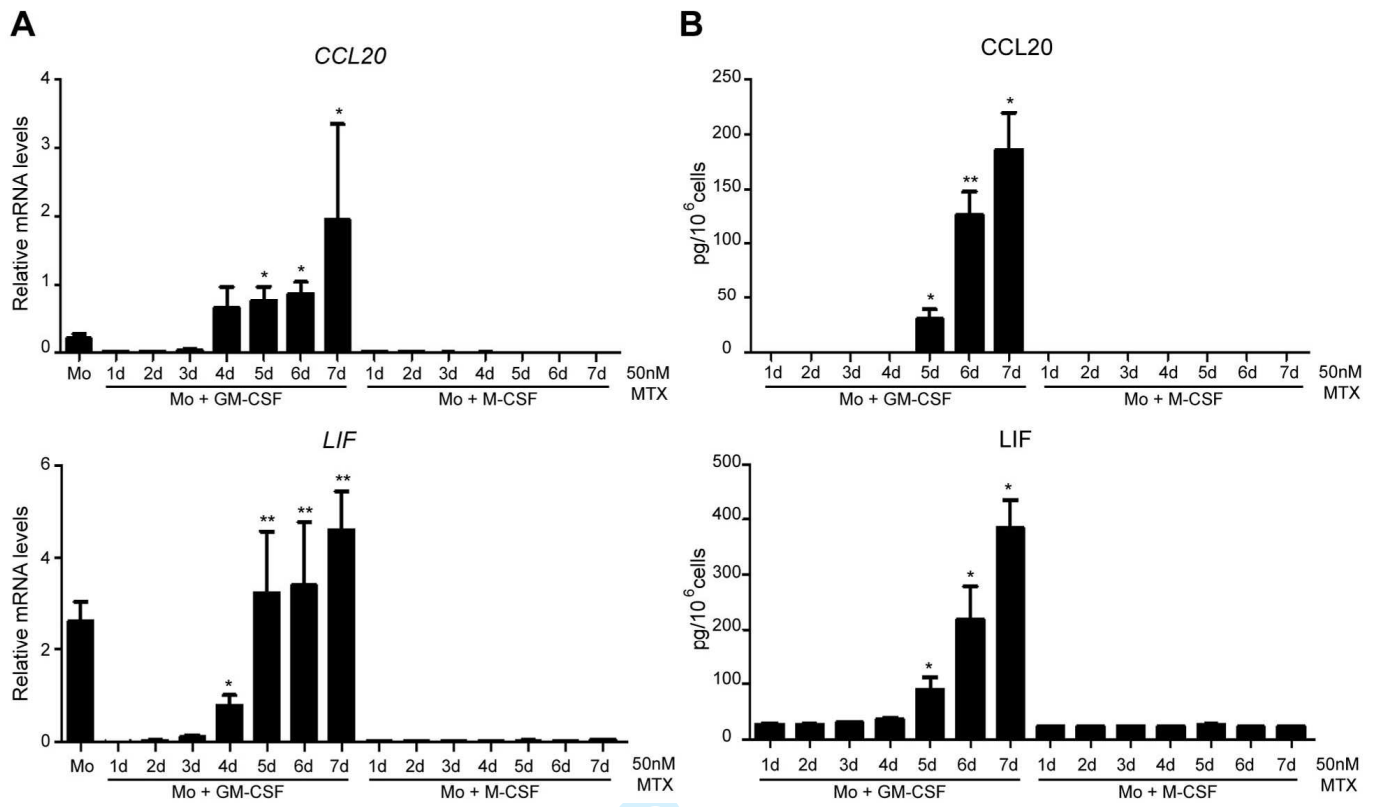 A
CCL20
Relative mRNA levels
4
3
2
1
0
Mo 1d 2d 3d 4d 5d 6d 7d 1d 2d 3d 4d 5d 6d 7d 50nM MTX
Mo + GM-CSF Mo + M-CSF
* * *
LIF
Relative mRNA levels
6
4
2
0
Mo 1d 2d 3d 4d 5d 6d 7d 1d 2d 3d 4d 5d 6d 7d 50nM MTX
Mo + GM-CSF Mo + M-CSF
* ** ** **
B
CCL20
pg/10⁶cells
250
200
150
100
50
0
1d 2d 3d 4d 5d 6d 7d 1d 2d 3d 4d 5d 6d 7d 50nM MTX
Mo + GM-CSF Mo + M-CSF
* ** *
LIF
pg/10⁶cells
500
400
300
200
100
0
1d 2d 3d 4d 5d 6d 7d 1d 2d 3d 4d 5d 6d 7d 50nM MTX
Mo + GM-CSF Mo + M-CSF
* * *